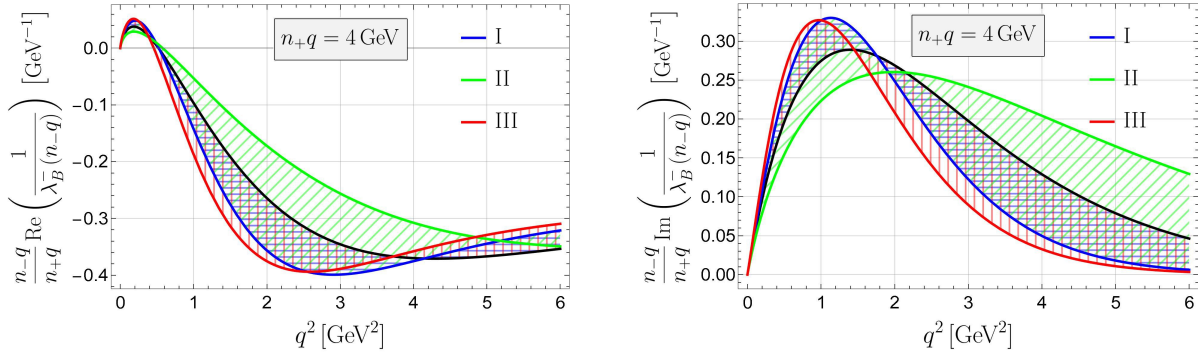 n₊q = 4 GeV
I
II
III
n₋q/n₊q Re (1/λ_B⁻(n₋q)) [GeV⁻¹]
0.0
−0.1
−0.2
−0.3
−0.4
0 1 2 3 4 5 6
q² [GeV²]
n₊q = 4 GeV
I
II
III
n₋q/n₊q Im (1/λ_B⁻(n₋q)) [GeV⁻¹]
0.30
0.25
0.20
0.15
0.10
0.05
0.00
0 1 2 3 4 5 6
q² [GeV²]